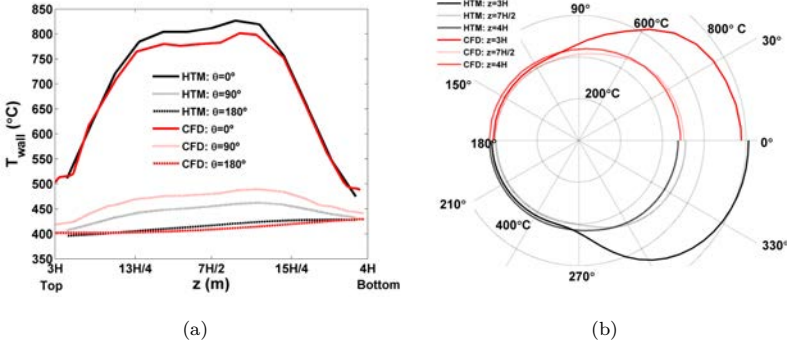 850
800
750
700
650
600
550
500
450
400
350
T_wall (°C)
HTM: θ=0°
HTM: θ=90°
HTM: θ=180°
CFD: θ=0°
CFD: θ=90°
CFD: θ=180°
3H 13H/4 7H/2 15H/4 4H
Top z (m) Bottom
(a)
HTM: z=3H
HTM: z=7H/2
HTM: z=4H
CFD: z=3H
CFD: z=7H/2
CFD: z=4H
90°
600°C
800° C
30°
150°
200°C
180°
0°
210°
400°C
330°
270°
(b)